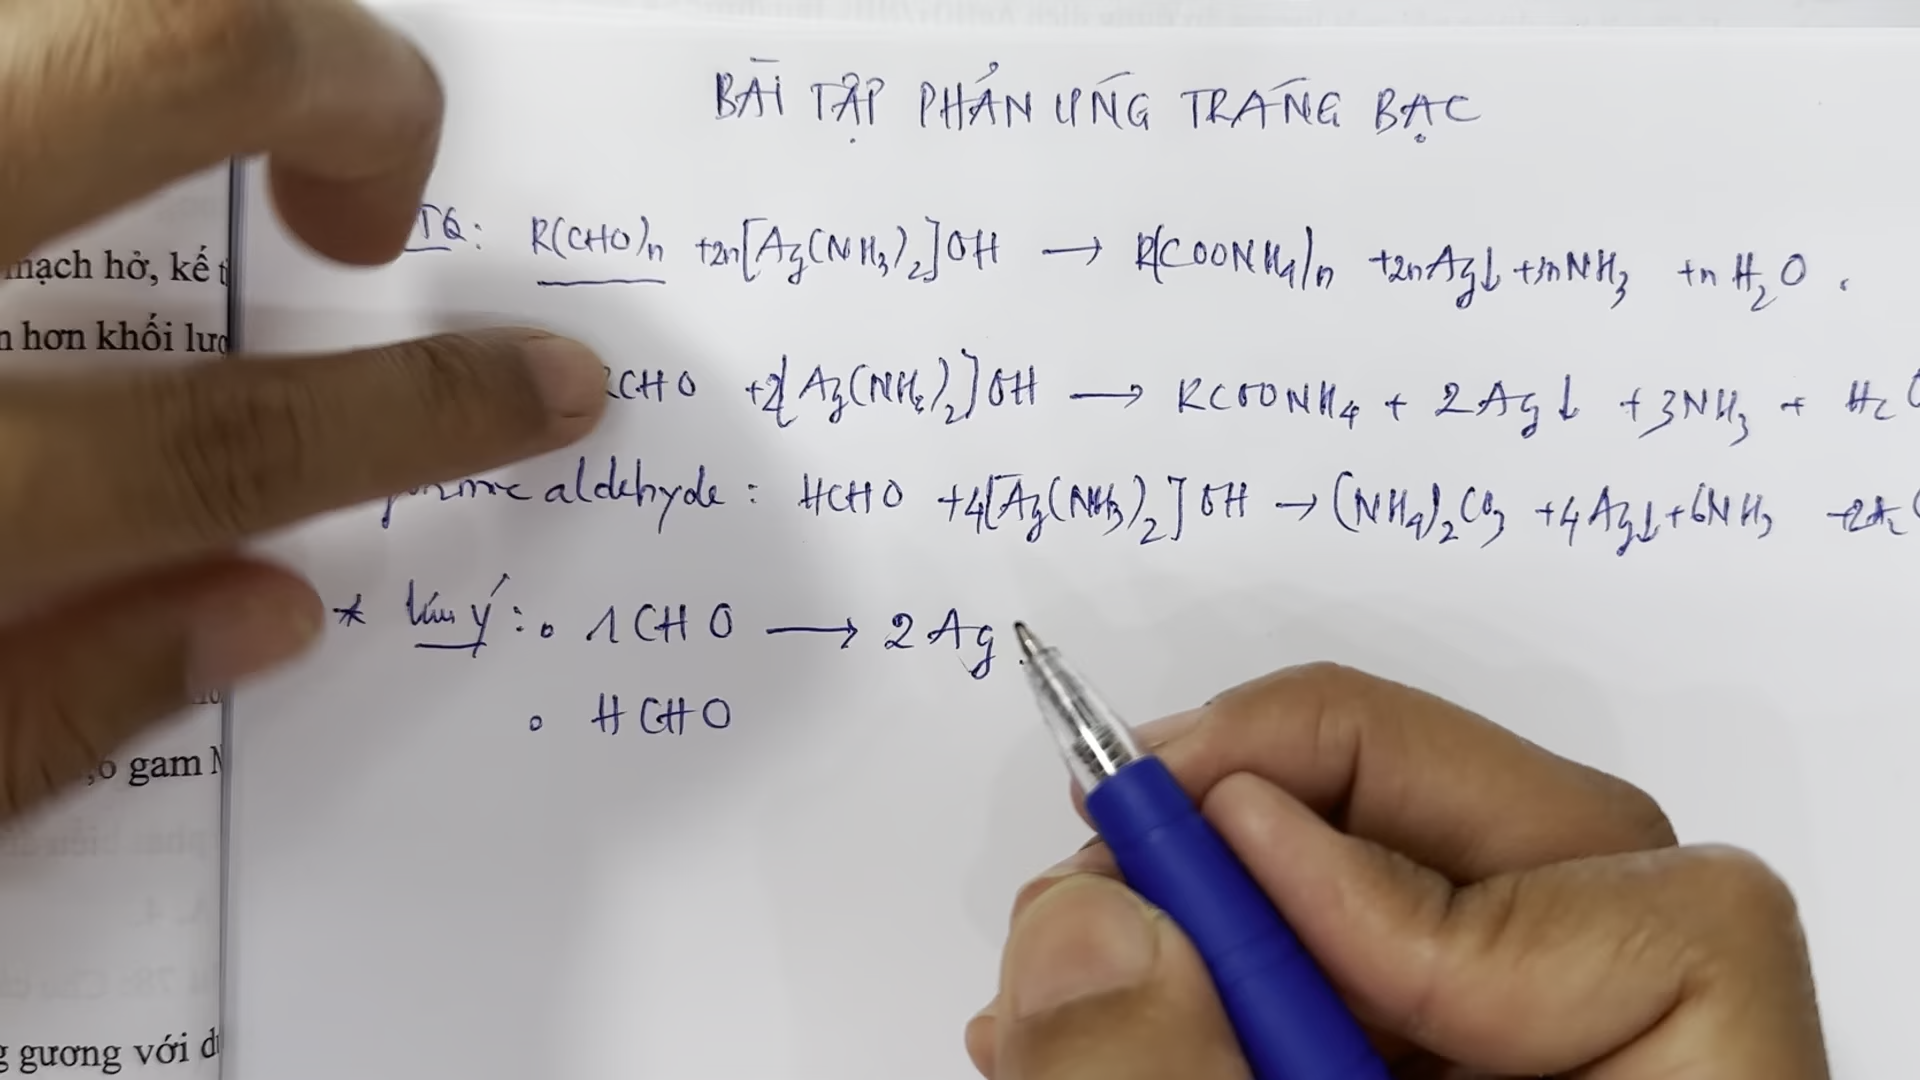 BÀI TẬP PHẢN ỨNG TRÁNG BẠC
TQ: R(CHO)n +2n[Ag(NH3)2]OH → R(COONH4)n +2nAg↓ +3nNH3 +nH2O.
RCHO +2[Ag(NH3)2]OH → RCOONH4 + 2Ag↓ +3NH3 + H2O
aldehyde: HCHO +4[Ag(NH3)2]OH → (NH4)2CO3 +4Ag↓+6NH3 +2H2O
* Lưu ý: • 1CHO → 2Ag
• HCHO
mạch hở, kế
hơn khối
gam
gương với